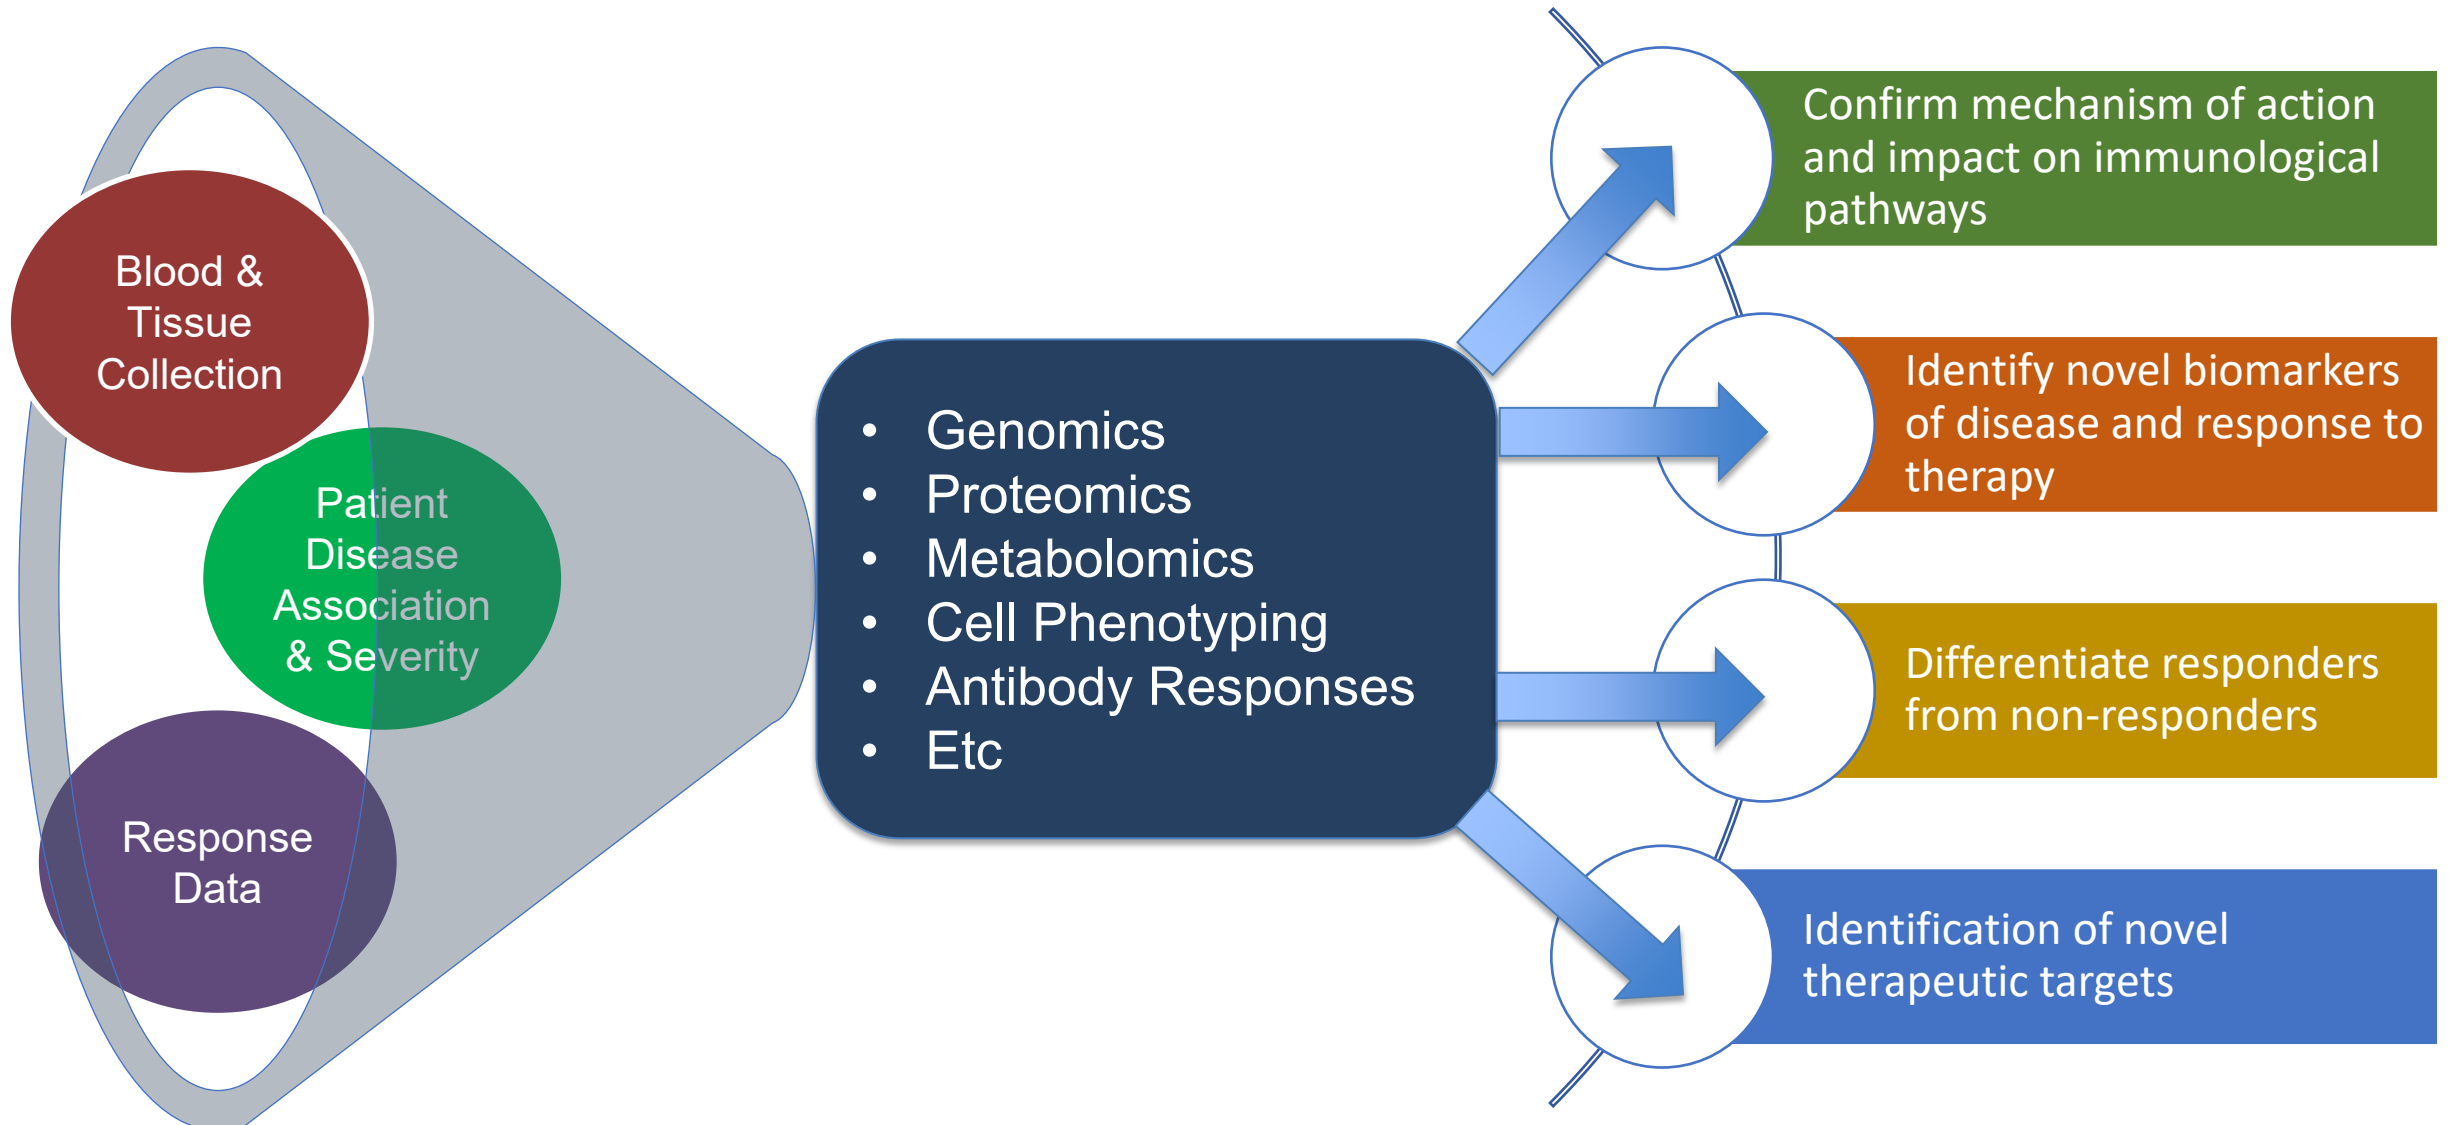 Blood &
Tissue
Collection
Patient
Disease
Association
& Severity
Response
Data
• Genomics
• Proteomics
• Metabolomics
• Cell Phenotyping
• Antibody Responses
• Etc
Confirm mechanism of action
and impact on immunological
pathways
Identify novel biomarkers
of disease and response to
therapy
Differentiate responders
from non-responders
Identification of novel
therapeutic targets